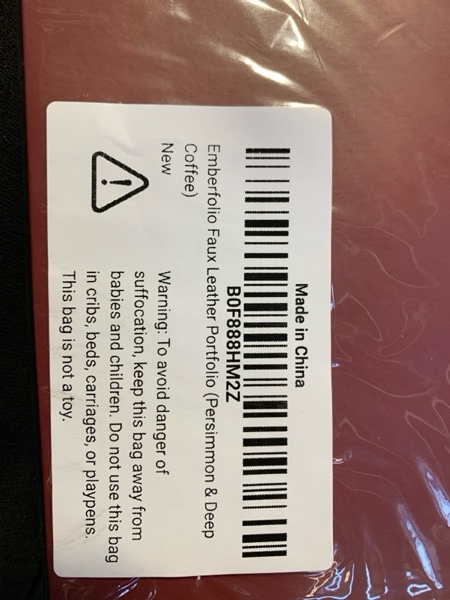 Made in China
B0F888HM2Z
Emberfolio Faux Leather Portfolio (Persimmon & Deep
Coffee)
New
Warning: To avoid danger of
suffocation, keep this bag away from
babies and children. Do not use this bag
in cribs, beds, carriages, or playpens.
This bag is not a toy.